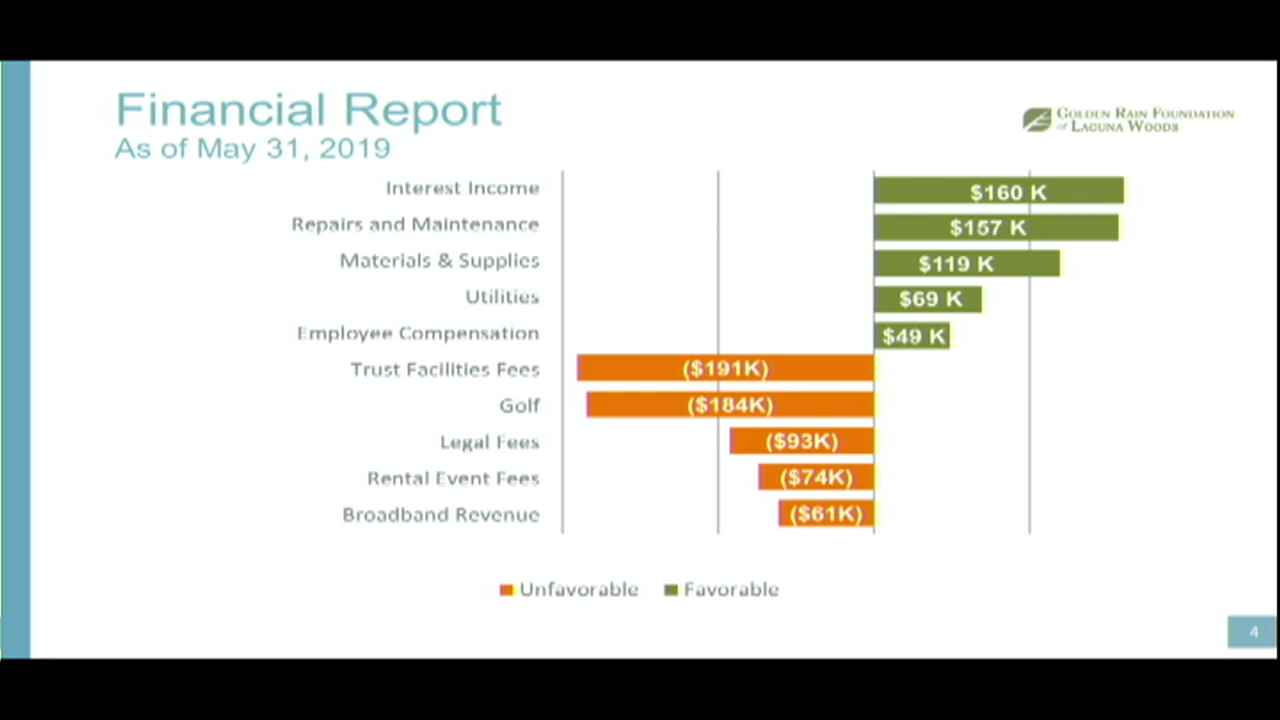 Financial Report
As of May 31, 2019
GOLDEN RAIN FOUNDATION
of LAGUNA WOODS
Interest Income $160 K
Repairs and Maintenance $157 K
Materials & Supplies $119 K
Utilities $69 K
Employee Compensation $49 K
Trust Facilities Fees ($191K)
Golf ($184K)
Legal Fees ($93K)
Rental Event Fees ($74K)
Broadband Revenue ($61K)
Unfavorable Favorable
4